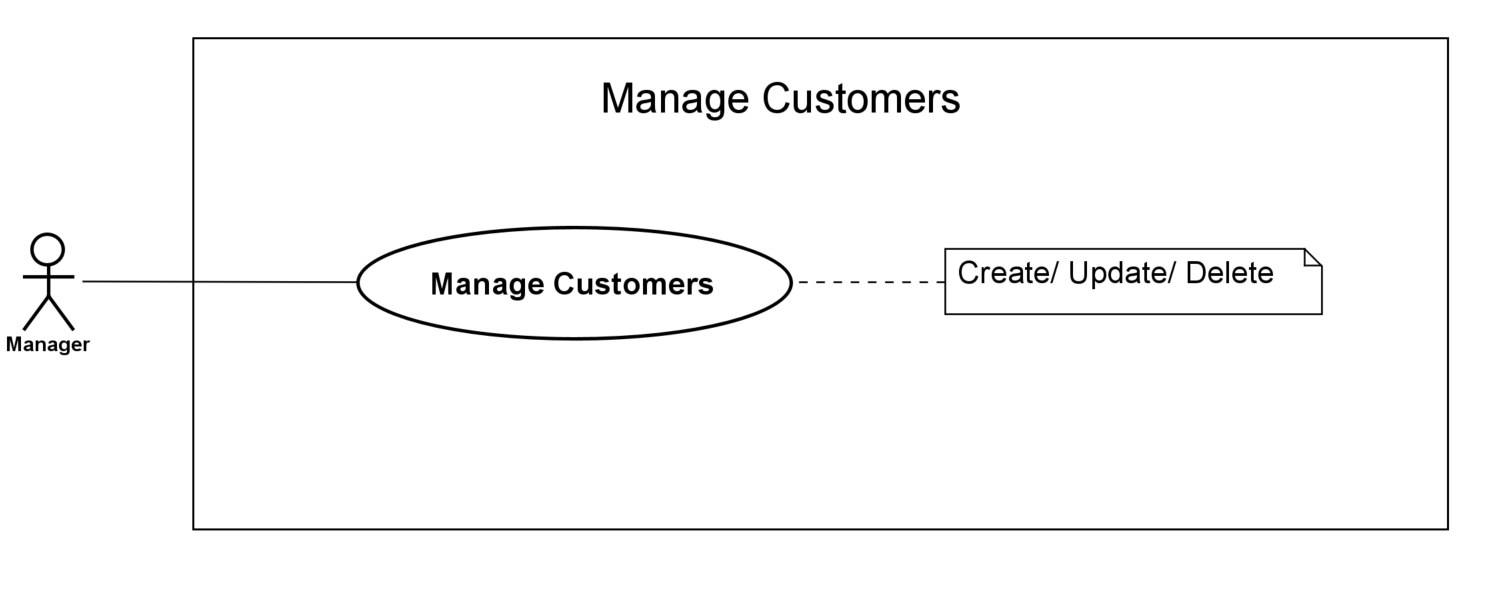 Manage Customers
Manage Customers
Create/ Update/ Delete
Manager